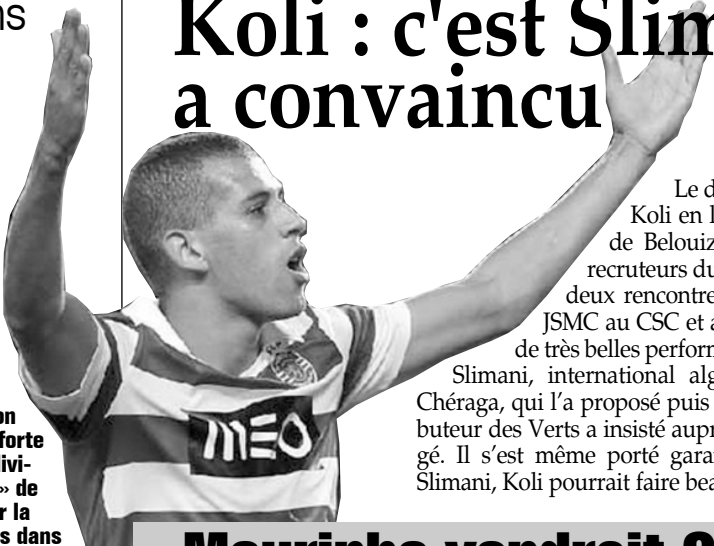 ns
Koli : c'est Slim
a convaincu
Le d
Koli en l
de Belouiz
recruteurs du
deux rencontre
JSMC au CSC et a
de très belles perform
Slimani, international alg
Chéraga, qui l'a proposé puis
buteur des Verts a insisté aupr
gé. Il s'est même porté gara
Slimani, Koli pourrait faire bea
on
forte
ivi-
» de
r la
s dans
MEO